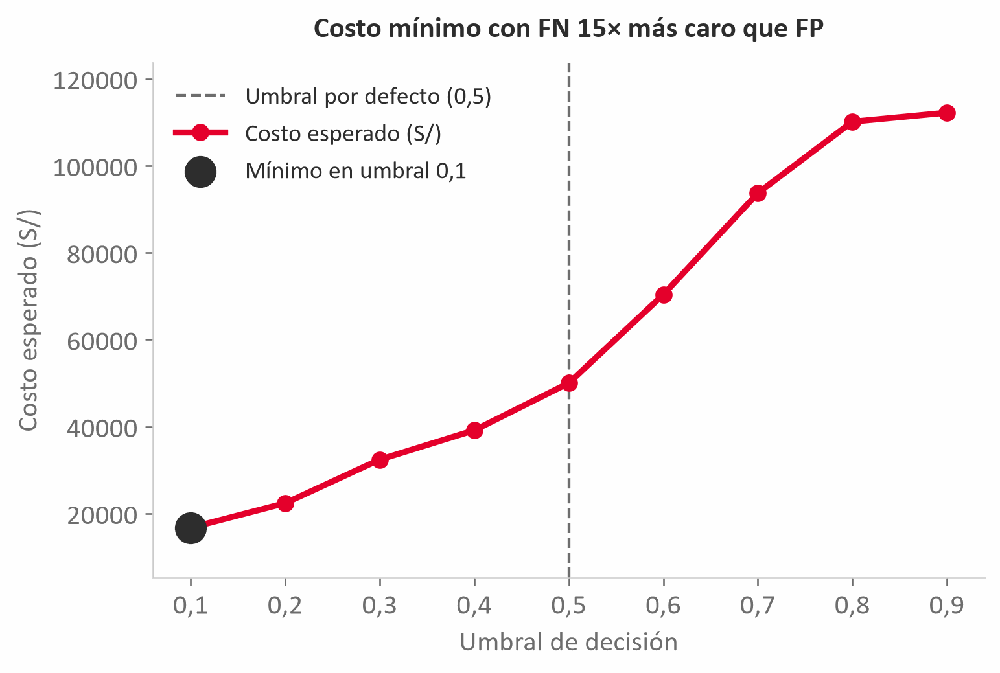 Costo mínimo con FN 15× más caro que FP
Umbral por defecto (0,5)
Costo esperado (S/)
Mínimo en umbral 0,1
Costo esperado (S/)
120000
100000
80000
60000
40000
20000
0,1 0,2 0,3 0,4 0,5 0,6 0,7 0,8 0,9
Umbral de decisión